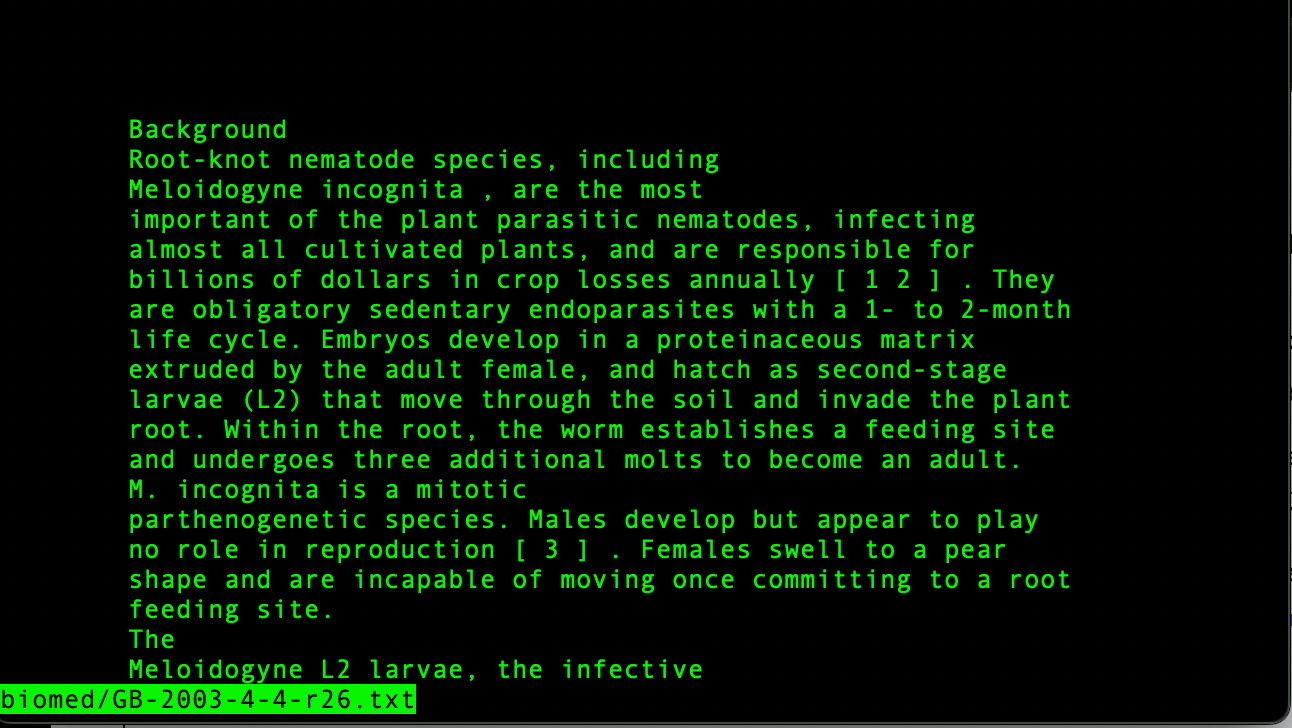 Background
Root-knot nematode species, including
Meloidogyne incognita , are the most
important of the plant parasitic nematodes, infecting
almost all cultivated plants, and are responsible for
billions of dollars in crop losses annually [ 1 2 ] . They
are obligatory sedentary endoparasites with a 1- to 2-month
life cycle. Embryos develop in a proteinaceous matrix
extruded by the adult female, and hatch as second-stage
larvae (L2) that move through the soil and invade the plant
root. Within the root, the worm establishes a feeding site
and undergoes three additional molts to become an adult.
M. incognita is a mitotic
parthenogenetic species. Males develop but appear to play
no role in reproduction [ 3 ] . Females swell to a pear
shape and are incapable of moving once committing to a root
feeding site.
The
Meloidogyne L2 larvae, the infective
biomed/GB-2003-4-4-r26.txt